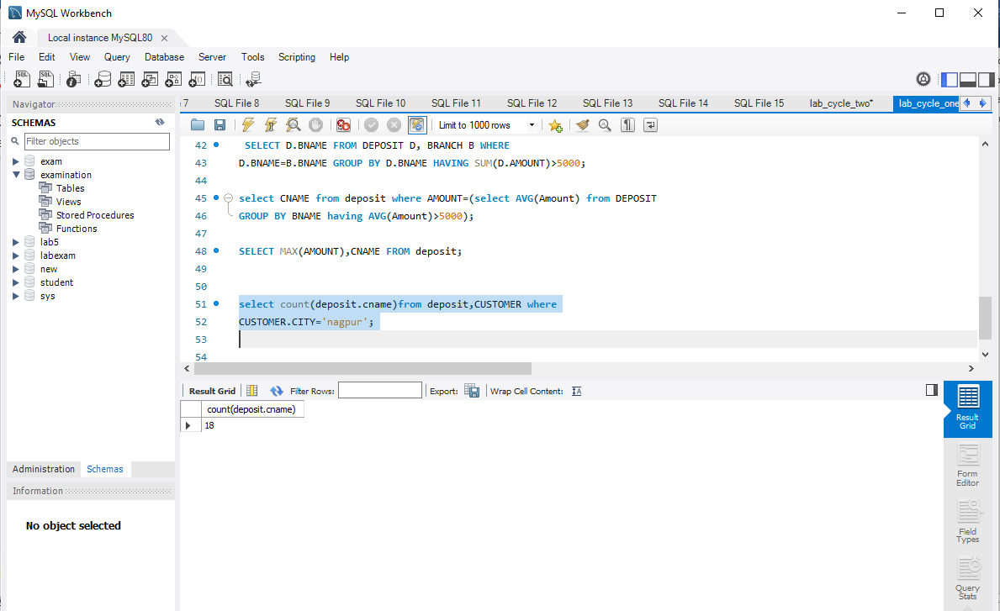 MySQL Workbench
Local instance MySQL80
File Edit View Query Database Server Tools Scripting Help
Navigator
SCHEMAS
Filter objects
exam
examination
Tables
Views
Stored Procedures
Functions
lab5
labexam
new
student
sys
Administration Schemas
Information
No object selected
7 SQL File 8 SQL File 9 SQL File 10 SQL File 11 SQL File 12 SQL File 13 SQL File 14 SQL File 15 lab_cycle_two* lab_cycle_one
Limit to 1000 rows
42 SELECT D.BNAME FROM DEPOSIT D, BRANCH B WHERE
43 D.BNAME=B.BNAME GROUP BY D.BNAME HAVING SUM(D.AMOUNT)>5000;
44
45 select CNAME from deposit where AMOUNT=(select AVG(Amount) from DEPOSIT
46 GROUP BY BNAME having AVG(Amount)>5000);
47
48 SELECT MAX(AMOUNT),CNAME FROM deposit;
49
50
51 select count(deposit.cname)from deposit,CUSTOMER where
52 CUSTOMER.CITY='nagpur';
53
54
Result Grid Filter Rows: Export: Wrap Cell Content:
count(deposit.cname)
18
Result
Grid
Form
Editor
Field
Types
Query
Stats